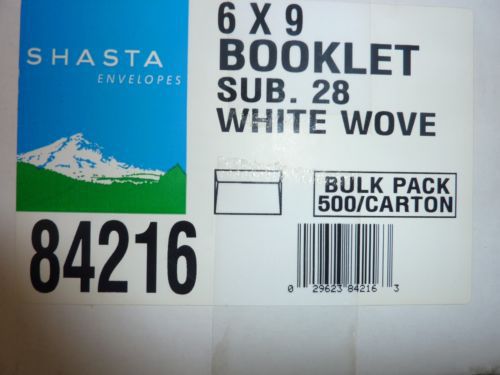 SHASTA
ENVELOPES
6 X 9
BOOKLET
SUB. 28
WHITE WOVE
BULK PACK
500/CARTON
84216
0 29623 84216 3